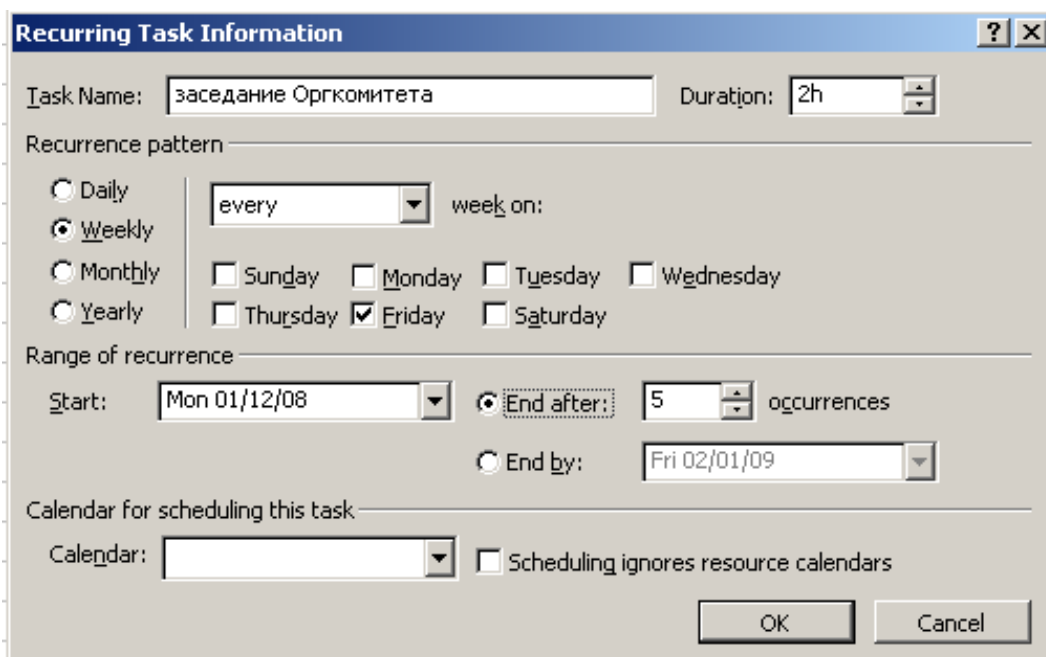 Recurring Task Information
Task Name: заседание Оргкомитета Duration: 2h
Recurrence pattern
Daily
every week on:
Weekly
Monthly Sunday Monday Tuesday Wednesday
Yearly Thursday Friday Saturday
Range of recurrence
Start: Mon 01/12/08 End after: 5 occurrences
End by: Fri 02/01/09
Calendar for scheduling this task
Calendar: Scheduling ignores resource calendars
OK Cancel